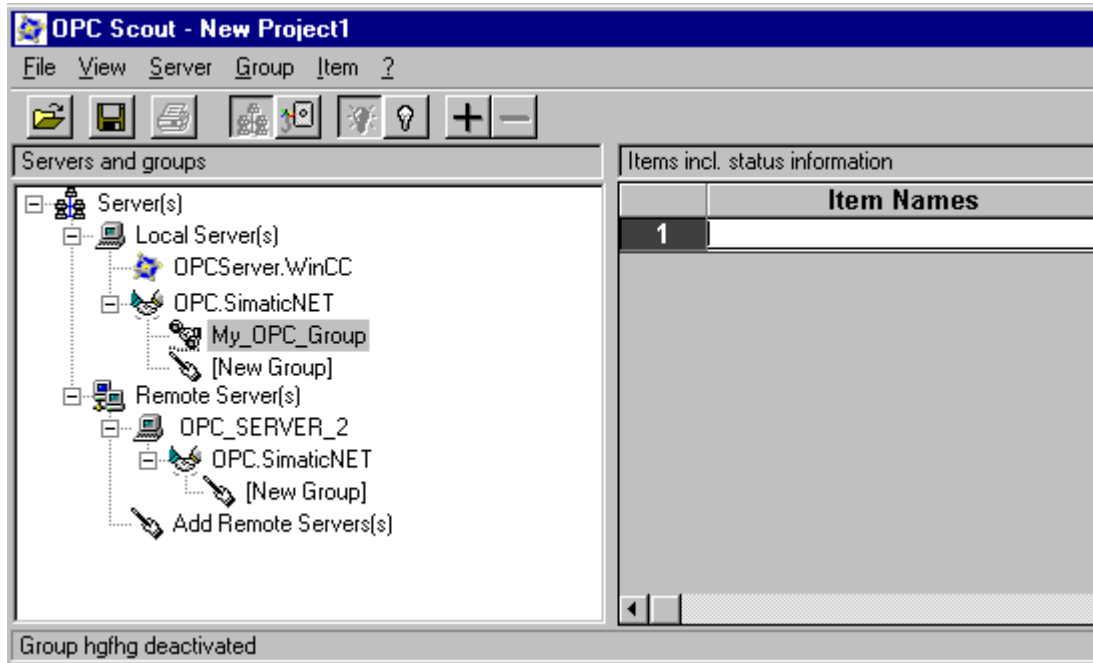 OPC Scout - New Project1
File View Server Group Item ?
Servers and groups
Items incl. status information
Server(s)
Local Server(s)
OPCServer.WinCC
OPC.SimaticNET
My_OPC_Group
[New Group]
Remote Server(s)
OPC_SERVER_2
OPC.SimaticNET
[New Group]
Add Remote Servers(s)
Item Names
1
Group hgfhg deactivated